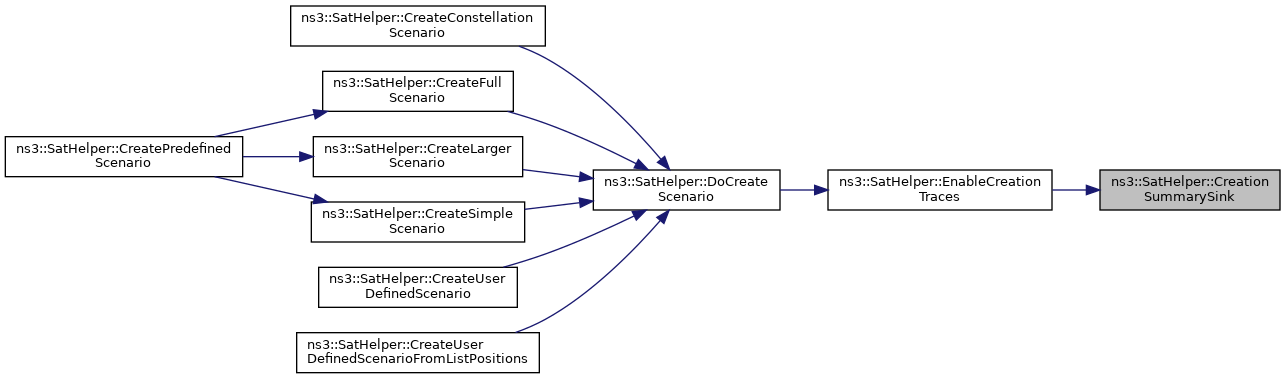 ns3::SatHelper::CreateConstellation
Scenario
ns3::SatHelper::CreateFull
Scenario
ns3::SatHelper::CreatePredefined
Scenario
ns3::SatHelper::CreateLarger
Scenario
ns3::SatHelper::CreateSimple
Scenario
ns3::SatHelper::CreateUser
DefinedScenario
ns3::SatHelper::CreateUser
DefinedScenarioFromListPositions
ns3::SatHelper::DoCreate
Scenario
ns3::SatHelper::EnableCreation
Traces
ns3::SatHelper::Creation
SummarySink